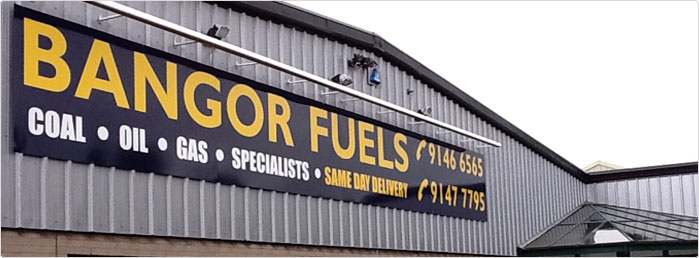 BANGOR FUELS
COAL • OIL • GAS • SPECIALISTS • SAME DAY DELIVERY
9146 6565
9147 7795